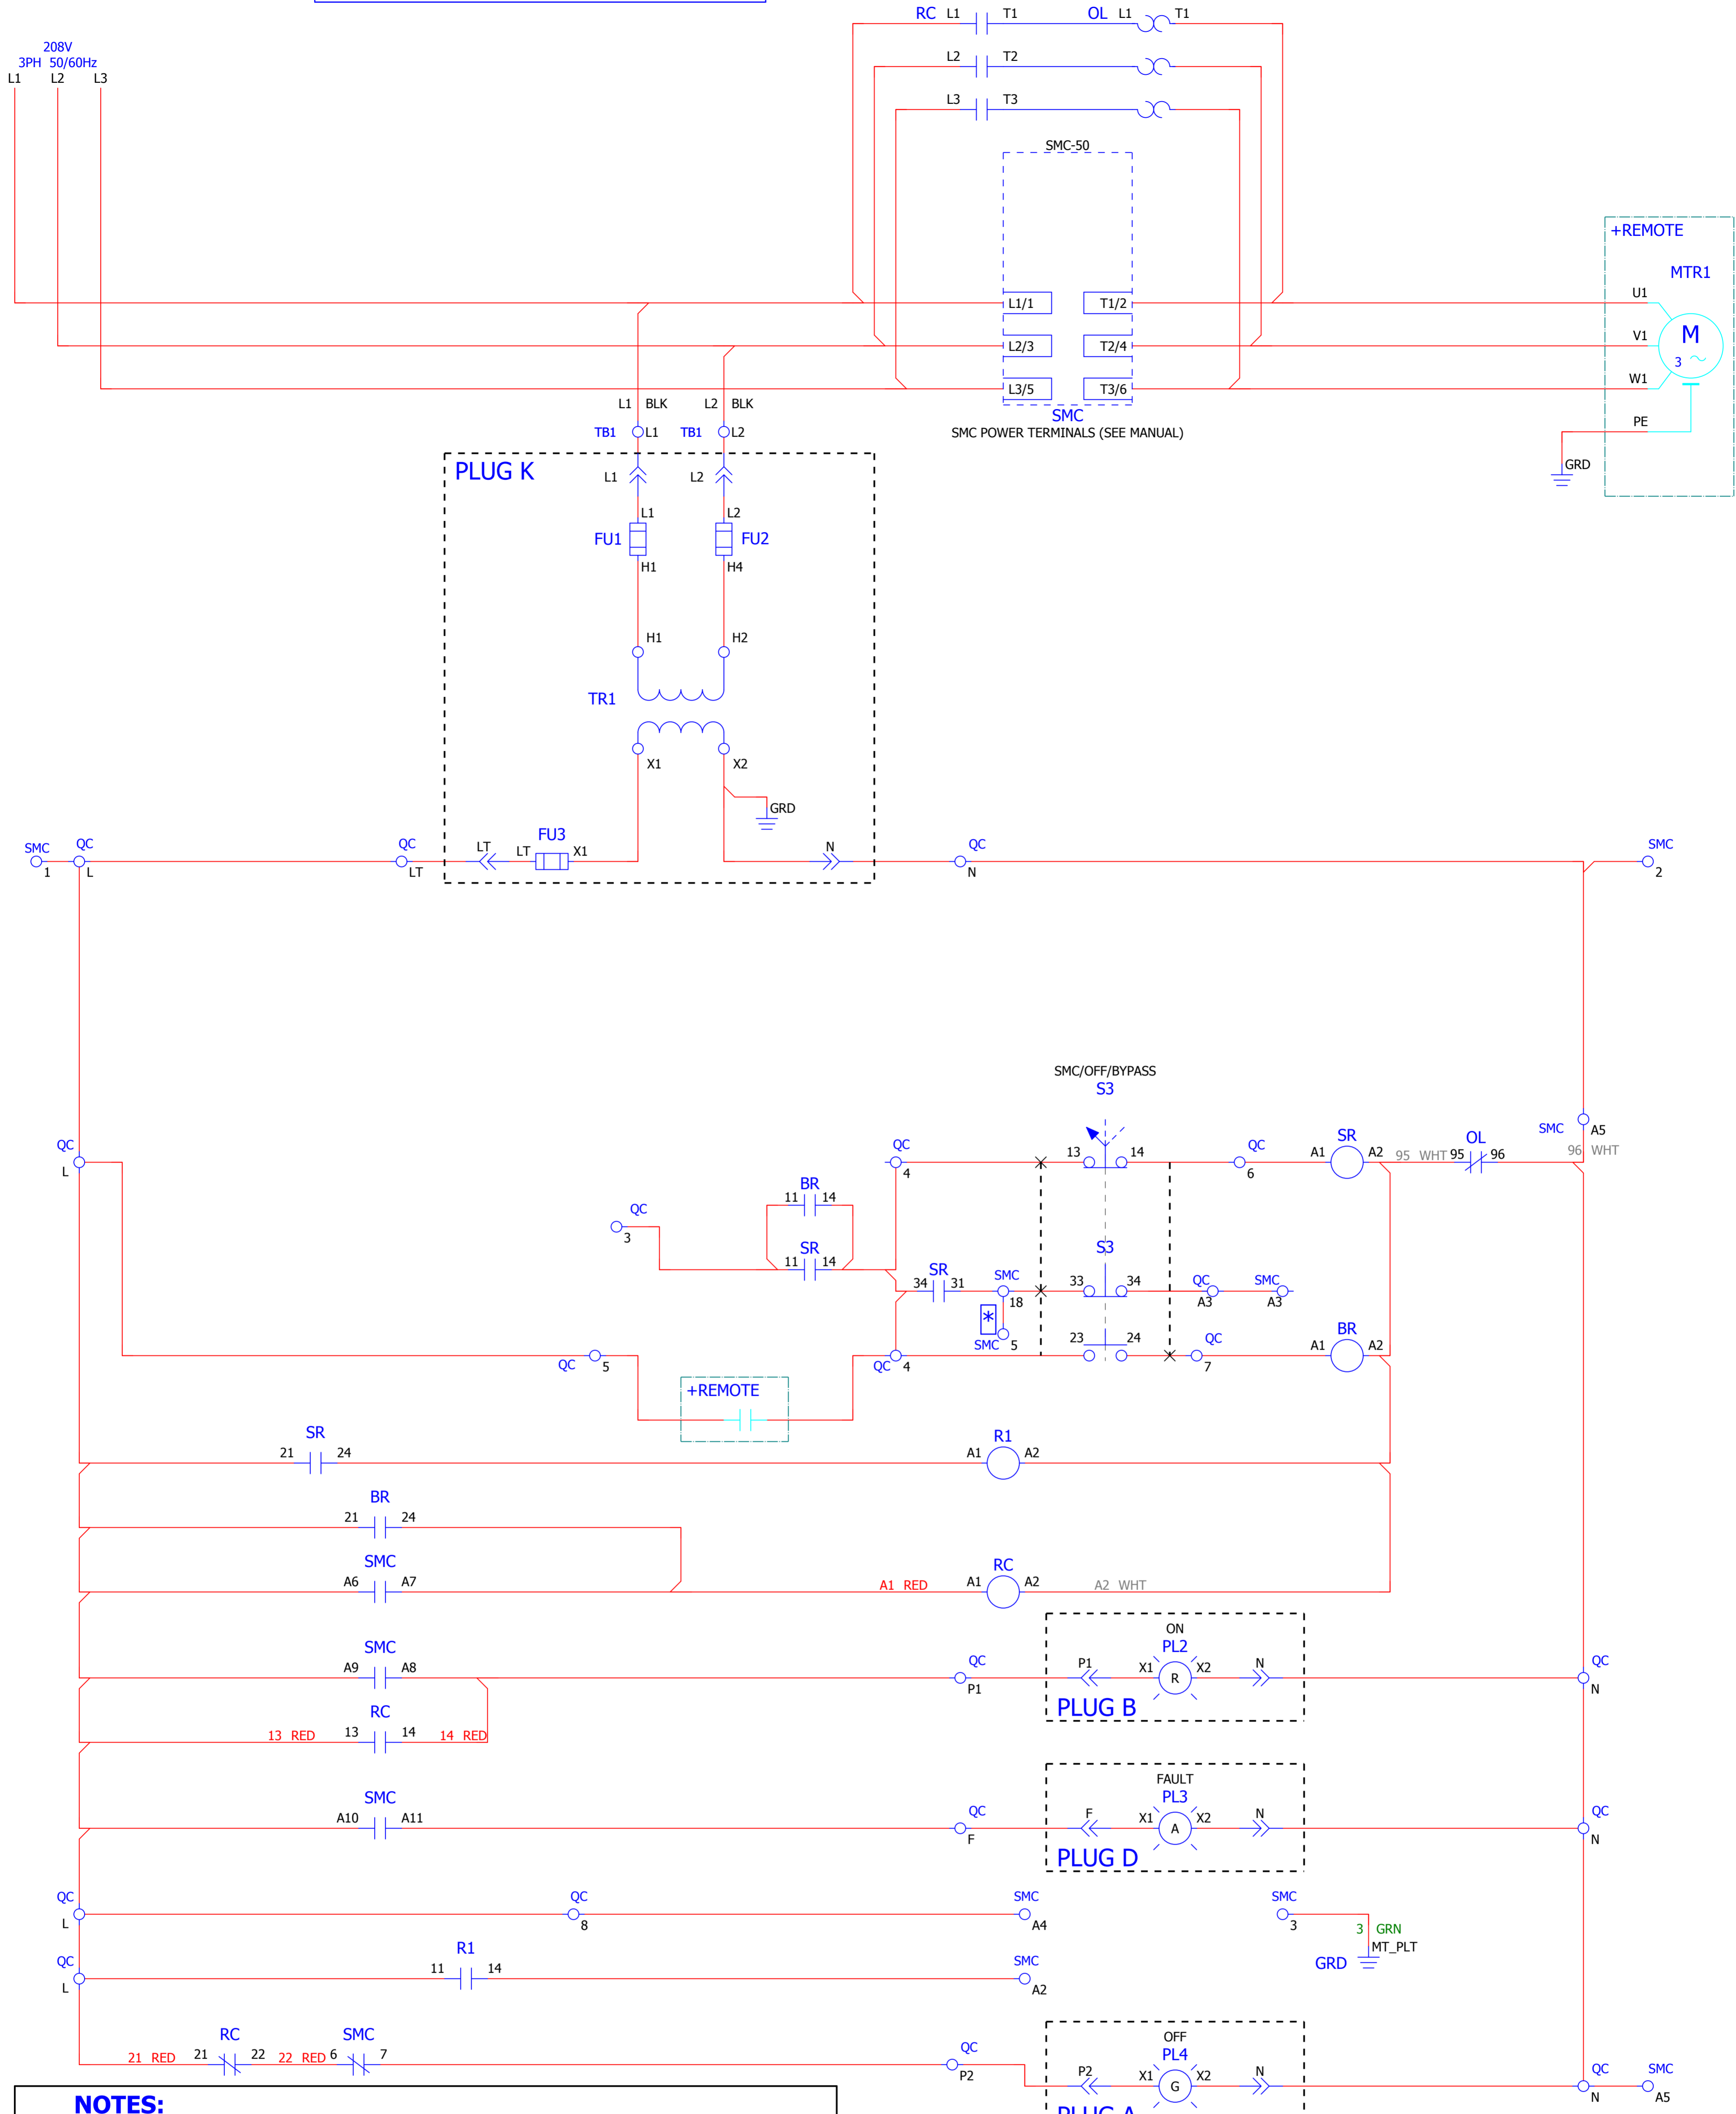 RC L1 T1 OL L1 T1
208V
3PH 50/60Hz
L1 L2 L3
L2 T2
L3 T3
SMC-50
+REMOTE
MTR1
L1/1 T1/2 U1
M
3
L2/3 T2/4 V1
L3/5 T3/6 W1
L1 BLK L2 BLK
SMC
SMC POWER TERMINALS (SEE MANUAL)
PE
TB1 L1 TB1 L2
GRD
PLUG K
L1 L2
L1 L2
FU1 FU2
H1 H4
H1 H2
TR1
X1 X2
GRD
SMC QC QC FU3 QC SMC
LT LT X1 N
1 L LT N 2
SMC/OFF/BYPASS
S3
SMC A5
QC QC 13 14 QC SR OL
A1 A2 95 WHT 95 96 96 WHT
L 4 6
BR
11 14
QC
3
SR
11 14
S3
SR
34 31 SMC 33 34 QC SMC
18 A3 A3
*
SMC 5
23 24 QC BR
A1 A2
QC 5 QC 4 7
+REMOTE
SR R1
21 24 A1 A2
BR
21 24
SMC RC
A6 A7 A1 RED A1 A2 A2 WHT
ON
SMC PL2
A9 A8 QC P1 X1 R X2 N QC
P1 N
PLUG B
RC
13 RED 13 14 14 RED
FAULT
SMC PL3
A10 A11 QC F X1 A X2 N QC
F N
PLUG D
QC QC SMC SMC
L 8 A4 3
3 GRN
MT_PLT
GRD
QC R1 SMC
11 14
L A2
OFF
RC SMC QC PL4
21 RED 21 22 22 RED 6 7 P2 P2 X1 G X2 N QC SMC
N A5
NOTES:
PLUG A